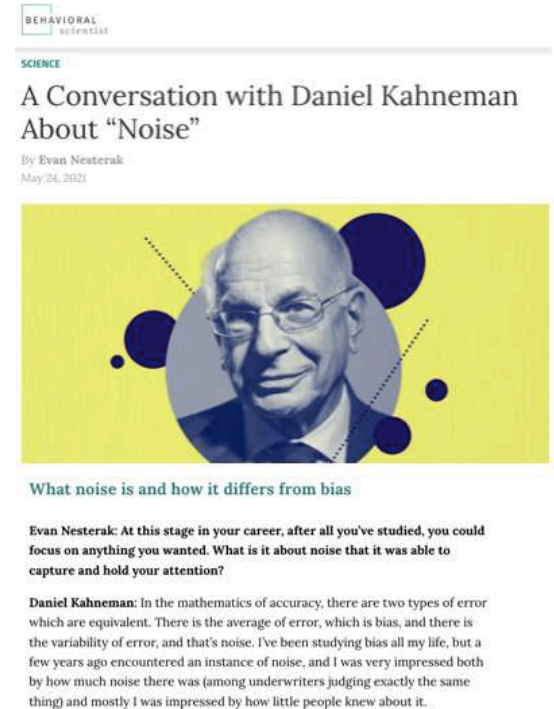 BEHAVIORAL
scientist
SCIENCE
A Conversation with Daniel Kahneman
About “Noise”
By Evan Nesterak
May 24, 2021
What noise is and how it differs from bias
Evan Nesterak: At this stage in your career, after all you’ve studied, you could
focus on anything you wanted. What is it about noise that it was able to
capture and hold your attention?
Daniel Kahneman: In the mathematics of accuracy, there are two types of error
which are equivalent. There is the average of error, which is bias, and there is
the variability of error, and that’s noise. I’ve been studying bias all my life, but a
few years ago encountered an instance of noise, and I was very impressed both
by how much noise there was (among underwriters judging exactly the same
thing) and mostly I was impressed by how little people knew about it.